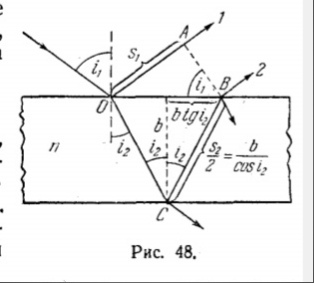 1
A
S₁
i₁
i₁
B
2
O
b tg i₂
b
n
i₂
i₂
i₂
s₂/2 = b/cos i₂
C
Рис. 48.